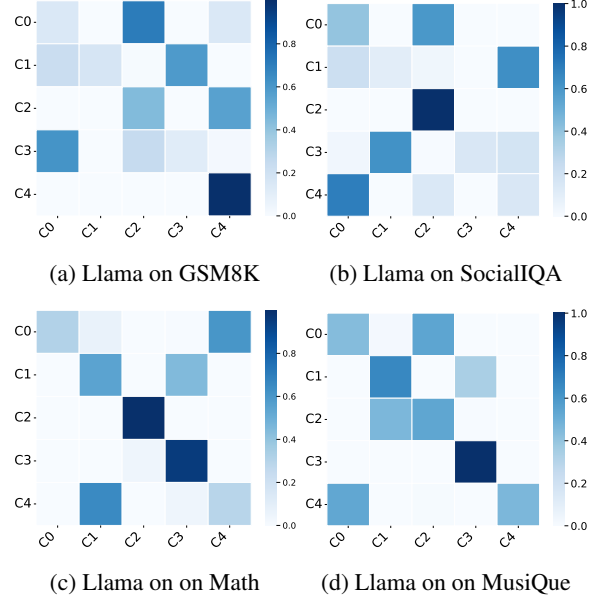 C0
C1
C2
C3
C4
C0 C1 C2 C3 C4
0.8
0.6
0.4
0.2
0.0
(a) Llama on GSM8K
C0
C1
C2
C3
C4
C0 C1 C2 C3 C4
1.0
0.8
0.6
0.4
0.2
0.0
(b) Llama on SocialIQA
C0
C1
C2
C3
C4
C0 C1 C2 C3 C4
0.8
0.6
0.4
0.2
0.0
(c) Llama on on Math
C0
C1
C2
C3
C4
C0 C1 C2 C3 C4
1.0
0.8
0.6
0.4
0.2
0.0
(d) Llama on on MusiQue